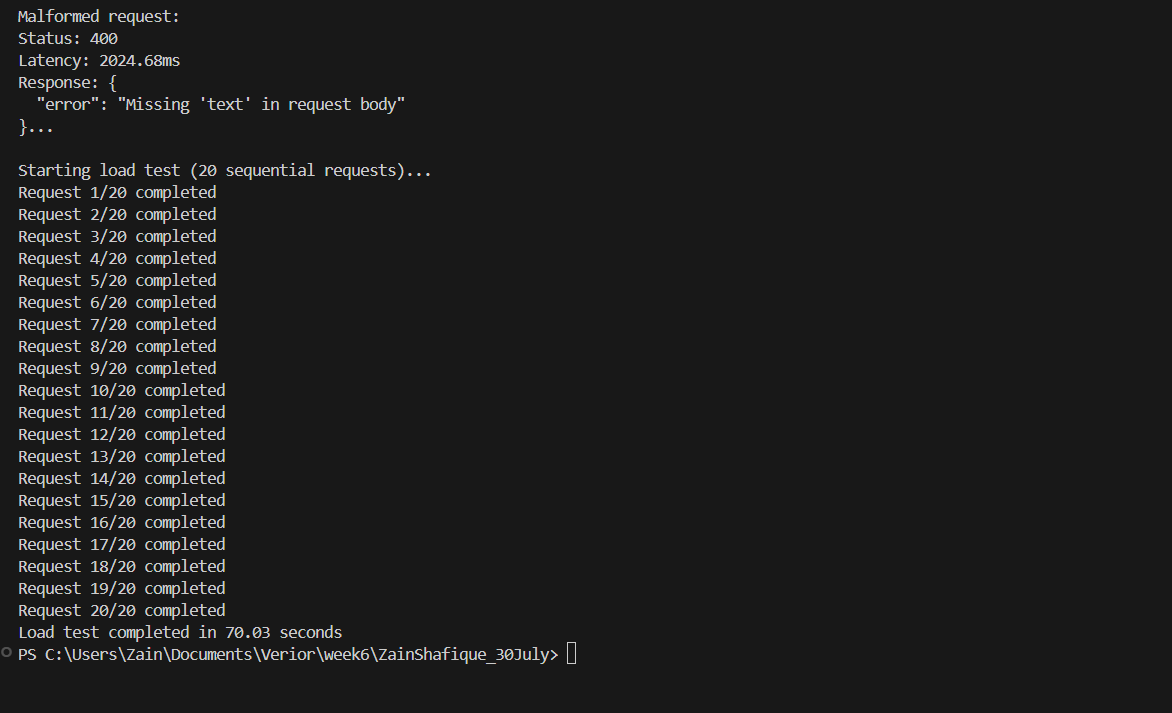 Malformed request:
Status: 400
Latency: 2024.68ms
Response: {
  "error": "Missing 'text' in request body"
}...

Starting load test (20 sequential requests)...
Request 1/20 completed
Request 2/20 completed
Request 3/20 completed
Request 4/20 completed
Request 5/20 completed
Request 6/20 completed
Request 7/20 completed
Request 8/20 completed
Request 9/20 completed
Request 10/20 completed
Request 11/20 completed
Request 12/20 completed
Request 13/20 completed
Request 14/20 completed
Request 15/20 completed
Request 16/20 completed
Request 17/20 completed
Request 18/20 completed
Request 19/20 completed
Request 20/20 completed
Load test completed in 70.03 seconds
PS C:\Users\Zain\Documents\Verior\week6\ZainShafique_30July>